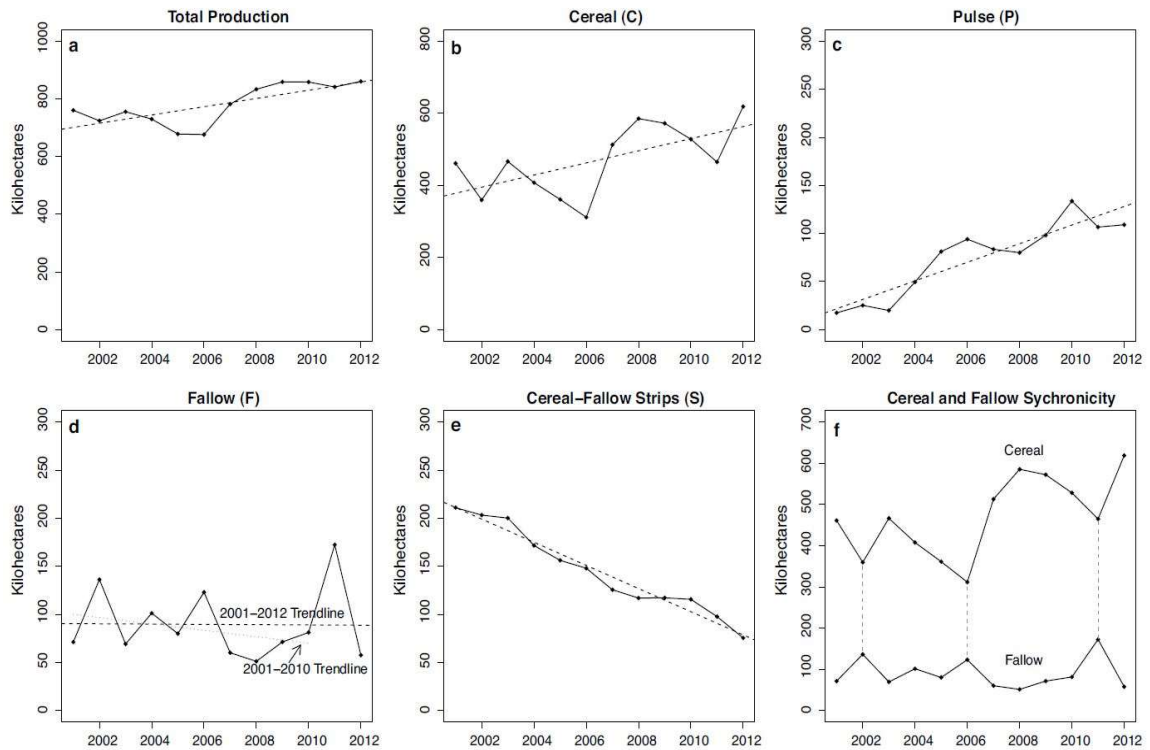 Total Production
a
Kilohectares
0 200 400 600 800 1000
2002 2004 2006 2008 2010 2012
Cereal (C)
b
Kilohectares
0 200 400 600 800
2002 2004 2006 2008 2010 2012
Pulse (P)
c
Kilohectares
0 50 100 150 200 250 300
2002 2004 2006 2008 2010 2012
Fallow (F)
d
Kilohectares
0 50 100 150 200 250 300
2001–2012 Trendline
2001–2010 Trendline
2002 2004 2006 2008 2010 2012
Cereal–Fallow Strips (S)
e
Kilohectares
0 50 100 150 200 250 300
2002 2004 2006 2008 2010 2012
Cereal and Fallow Sychronicity
f
Kilohectares
0 100 200 300 400 500 600 700
Cereal
Fallow
2002 2004 2006 2008 2010 2012